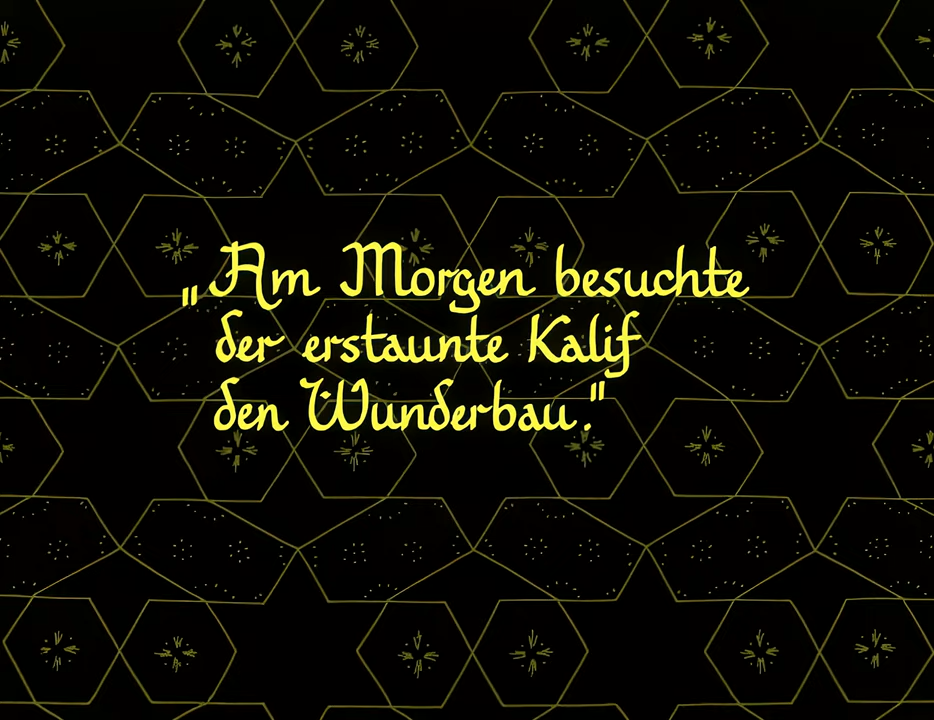 „Am Morgen besuchte
der erstaunte Kalif
den Wunderbau."